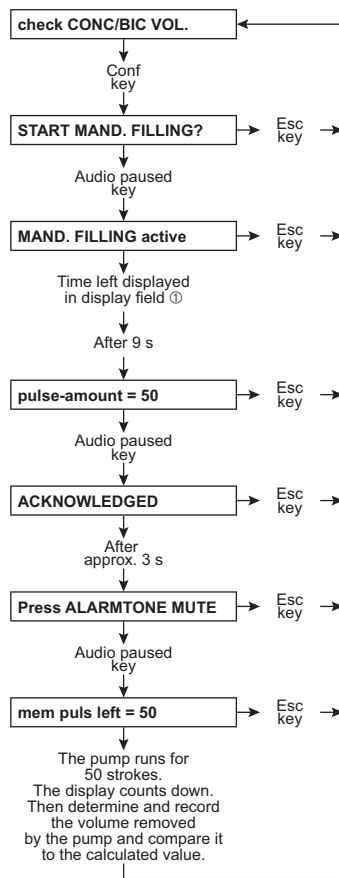 check CONC/BIC VOL.
Conf
key
START MAND. FILLING?
Esc
key
Audio paused
key
MAND. FILLING active
Esc
key
Time left displayed
in display field ①
After 9 s
pulse-amount = 50
Esc
key
Audio paused
key
ACKNOWLEDGED
Esc
key
After
approx. 3 s
Press ALARMTONE MUTE
Esc
key
Audio paused
key
mem puls left = 50
Esc
key
The pump runs for
50 strokes.
The display counts down.
Then determine and record
the volume removed
by the pump and compare it
to the calculated value.